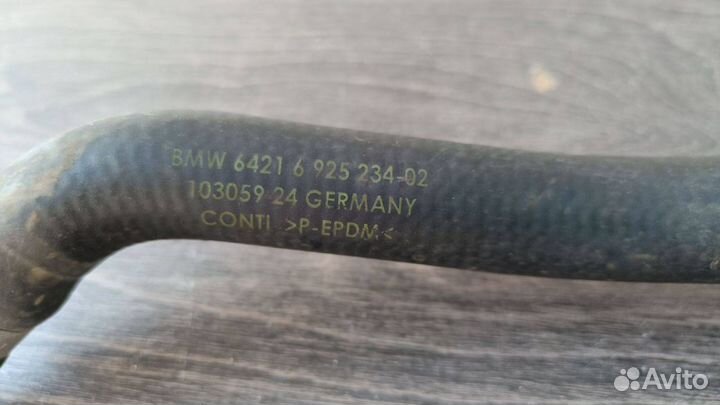 BMW 6421 6 925 234-02
103059 24 GERMANY
CONTI >P-EPDM<
Avito